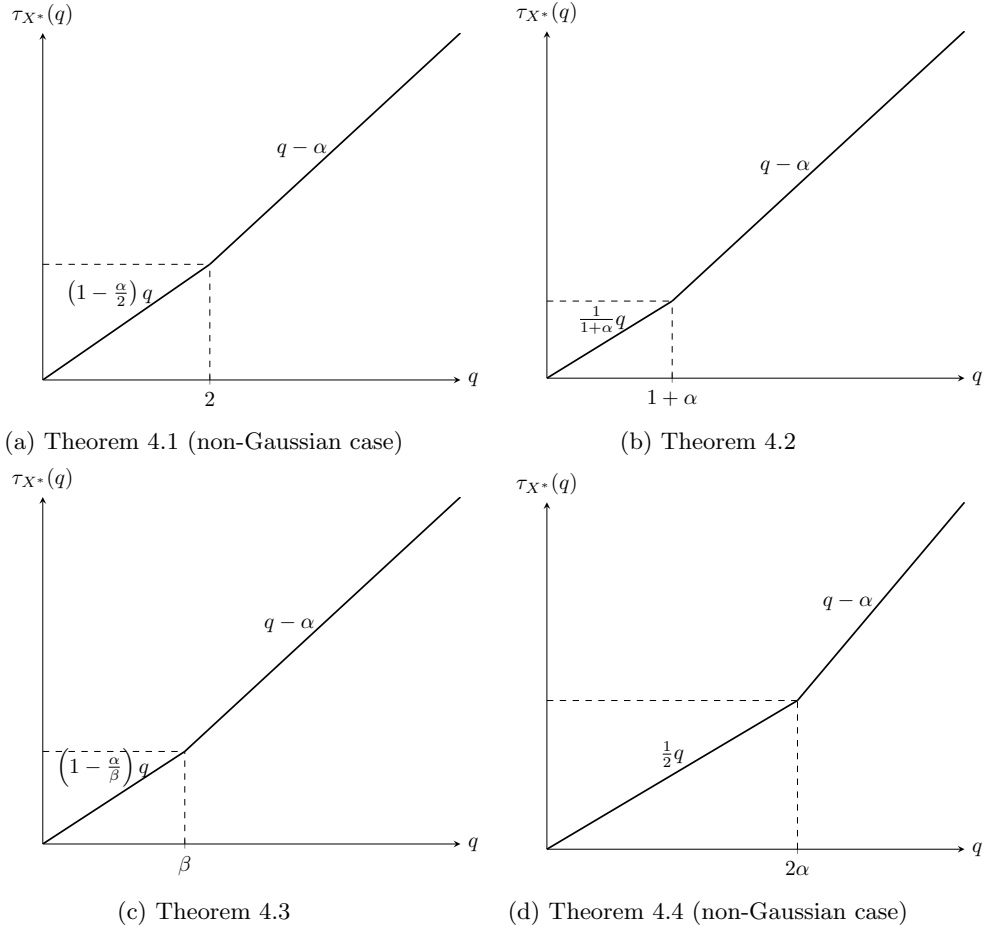 τ_{X*}(q)
q − α
(1 − α/2) q
q
2
(a) Theorem 4.1 (non-Gaussian case)
τ_{X*}(q)
q − α
1/(1+α) q
q
1 + α
(b) Theorem 4.2
τ_{X*}(q)
q − α
(1 − α/β) q
q
β
(c) Theorem 4.3
τ_{X*}(q)
q − α
1/2 q
q
2α
(d) Theorem 4.4 (non-Gaussian case)